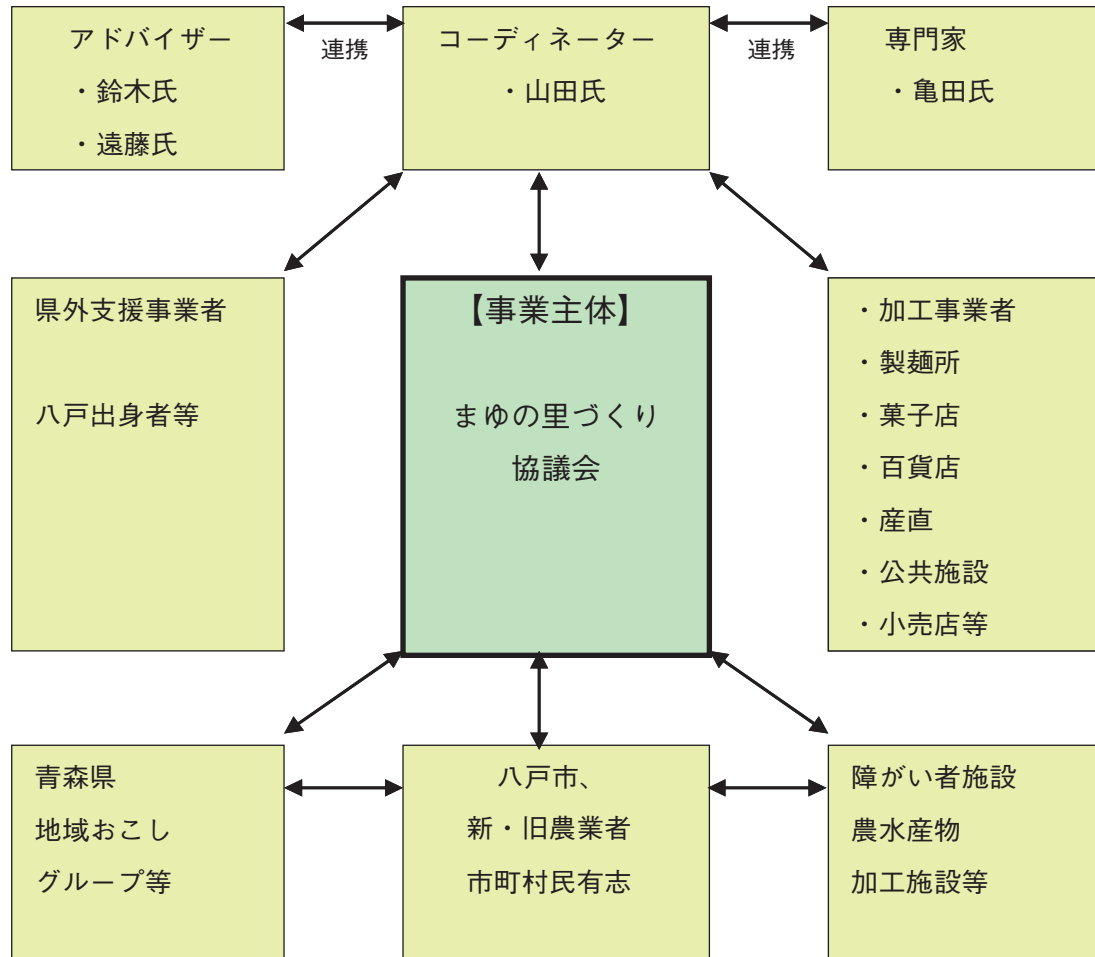 アドバイザー
・鈴木氏
・遠藤氏
連携
コーディネーター
・山田氏
連携
専門家
・亀田氏
県外支援事業者
八戸出身者等
【事業主体】
まゆの里づくり
協議会
・加工事業者
・製麺所
・菓子店
・百貨店
・産直
・公共施設
・小売店等
青森県
地域おこし
グループ等
八戸市、
新・旧農業者
市町村民有志
障がい者施設
農水産物
加工施設等